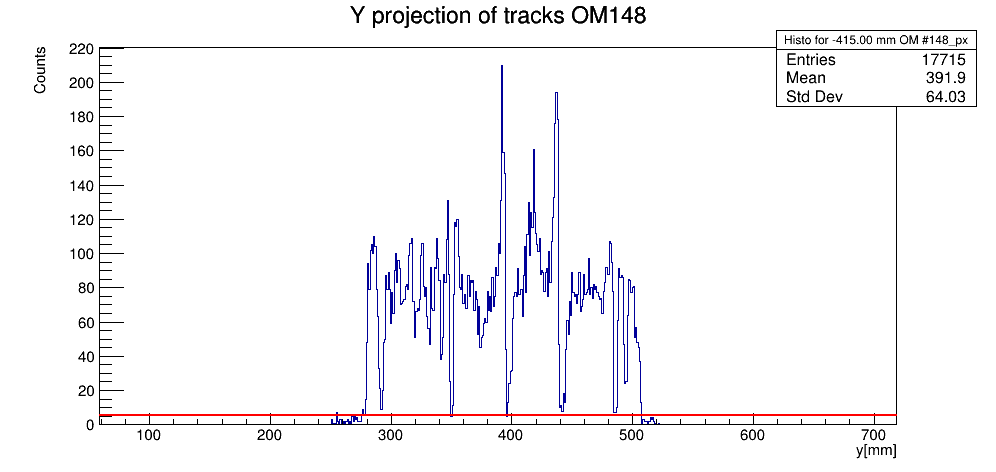 Y projection of tracks OM148
Histo for -415.00 mm OM #148_px
Entries 17715
Mean 391.9
Std Dev 64.03
Counts
220
200
180
160
140
120
100
80
60
40
20
0
100 200 300 400 500 600 700
y[mm]